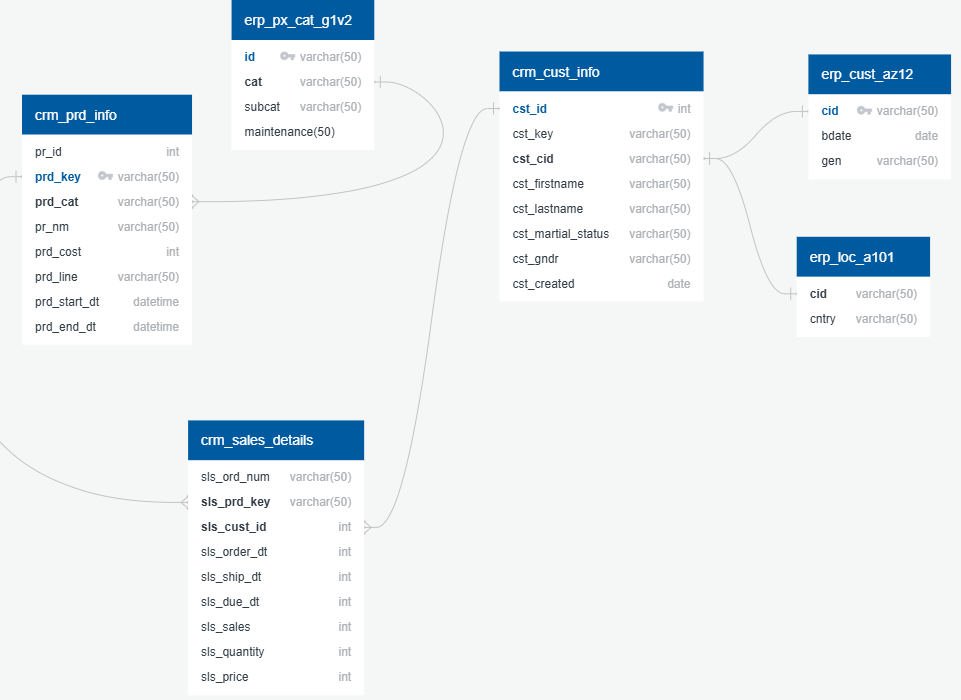 erp_px_cat_g1v2
id varchar(50)
cat varchar(50)
subcat varchar(50)
maintenance(50)
crm_prd_info
pr_id int
prd_key varchar(50)
prd_cat varchar(50)
pr_nm varchar(50)
prd_cost int
prd_line varchar(50)
prd_start_dt datetime
prd_end_dt datetime
crm_cust_info
cst_id int
cst_key varchar(50)
cst_cid varchar(50)
cst_firstname varchar(50)
cst_lastname varchar(50)
cst_martial_status varchar(50)
cst_gndr varchar(50)
cst_created date
erp_cust_az12
cid varchar(50)
bdate date
gen varchar(50)
erp_loc_a101
cid varchar(50)
cntry varchar(50)
crm_sales_details
sls_ord_num varchar(50)
sls_prd_key varchar(50)
sls_cust_id int
sls_order_dt int
sls_ship_dt int
sls_due_dt int
sls_sales int
sls_quantity int
sls_price int